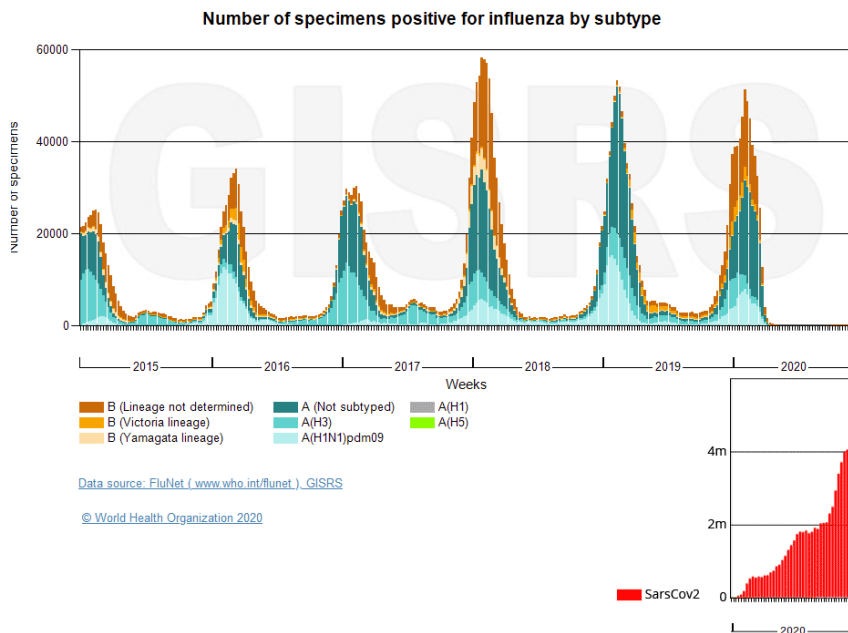 Number of specimens positive for influenza by subtype
GISRS
Number of specimens
60000
40000
20000
0
2015 2016 2017 2018 2019 2020
Weeks
B (Lineage not determined) A (Not subtyped) A(H1)
B (Victoria lineage) A(H3) A(H5)
B (Yamagata lineage) A(H1N1)pdm09
Data source: FluNet ( www.who.int/flunet ), GISRS
© World Health Organization 2020
4m
2m
0
SarsCov2
2020